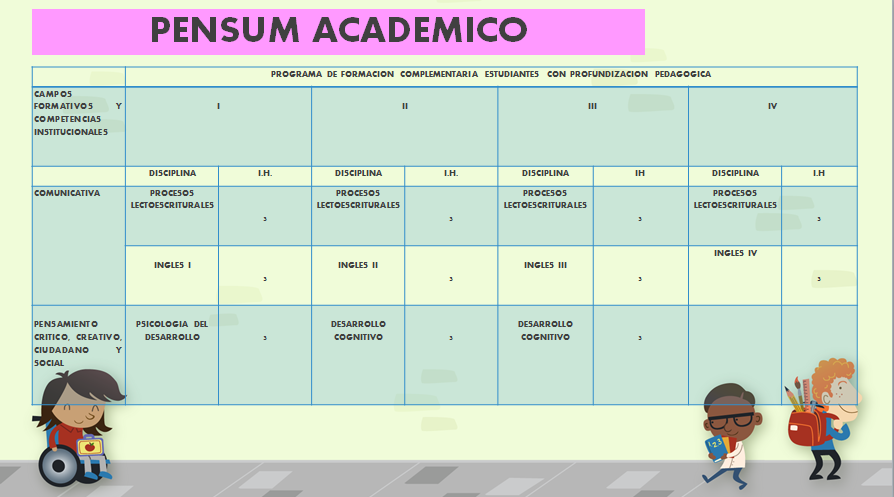 PENSUM ACADEMICO
PROGRAMA DE FORMACION COMPLEMENTARIA ESTUDIANTES CON PROFUNDIZACION PEDAGOGICA
CAMPOS
FORMATIVOS Y
COMPETENCIAS
INSTITUCIONALES
I
II
III
IV
DISCIPLINA
I.H.
DISCIPLINA
I.H.
DISCIPLINA
IH
DISCIPLINA
I.H
COMUNICATIVA
PROCESOS
LECTOESCRITURALES
3
PROCESOS
LECTOESCRITURALES
3
PROCESOS
LECTOESCRITURALES
3
PROCESOS
LECTOESCRITURALES
3
INGLES I
3
INGLES II
3
INGLES III
3
INGLES IV
3
PENSAMIENTO
CRITICO, CREATIVO,
CIUDADANO Y
SOCIAL
PSICOLOGIA DEL
DESARROLLO
3
DESARROLLO
COGNITIVO
3
DESARROLLO
COGNITIVO
3
1,2,3